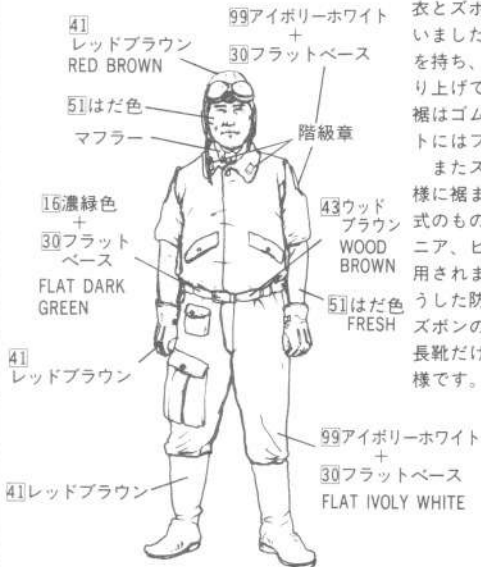 41
レッドブラウン
RED BROWN
99アイボリーホワイト
+
30フラットベース
51はだ色
マフラー
階級章
16濃緑色
+
30フラット
ベース
FLAT DARK
GREEN
43ウッド
ブラウン
WOOD
BROWN
51はだ色
FRESH
41
レッドブラウン
41レッドブラウン
99アイボリーホワイト
+
30フラットベース
FLAT IVOLY WHITE
衣とズボ
いました
を持ち、
り上げて
裾はゴム
トにはフ
またス
様に裾ま
式のもの
ニア、ビ
用されま
うした防
ズボンの
長靴だけ
様です。